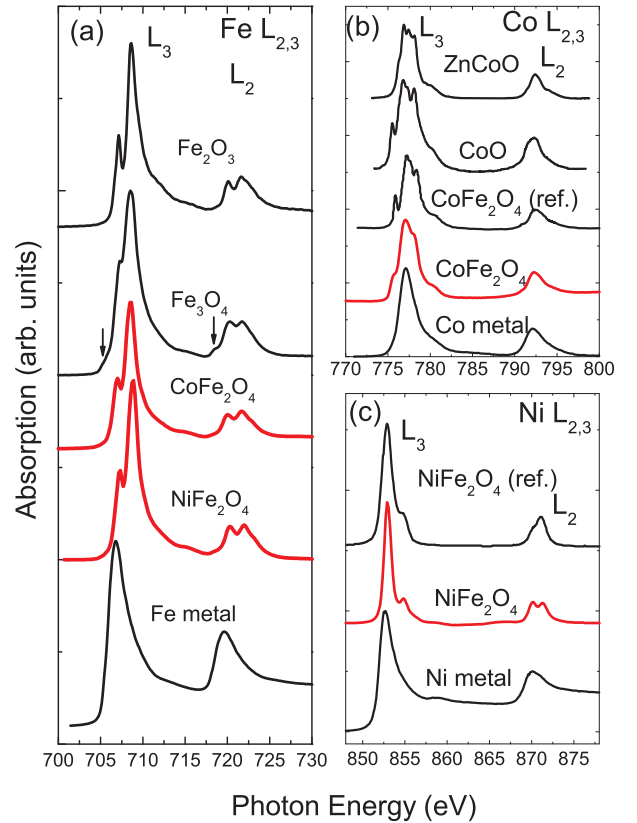 (a)
L₃
Fe L₂,₃
L₂
Fe₂O₃
Fe₃O₄
CoFe₂O₄
NiFe₂O₄
Fe metal
700 705 710 715 720 725 730
Absorption (arb. units)
(b)
L₃
Co L₂,₃
L₂
ZnCoO
CoO
CoFe₂O₄ (ref.)
CoFe₂O₄
Co metal
770 775 780 785 790 795 800
(c)
Ni L₂,₃
L₃
NiFe₂O₄ (ref.)
L₂
NiFe₂O₄
Ni metal
850 855 860 865 870 875
Photon Energy (eV)